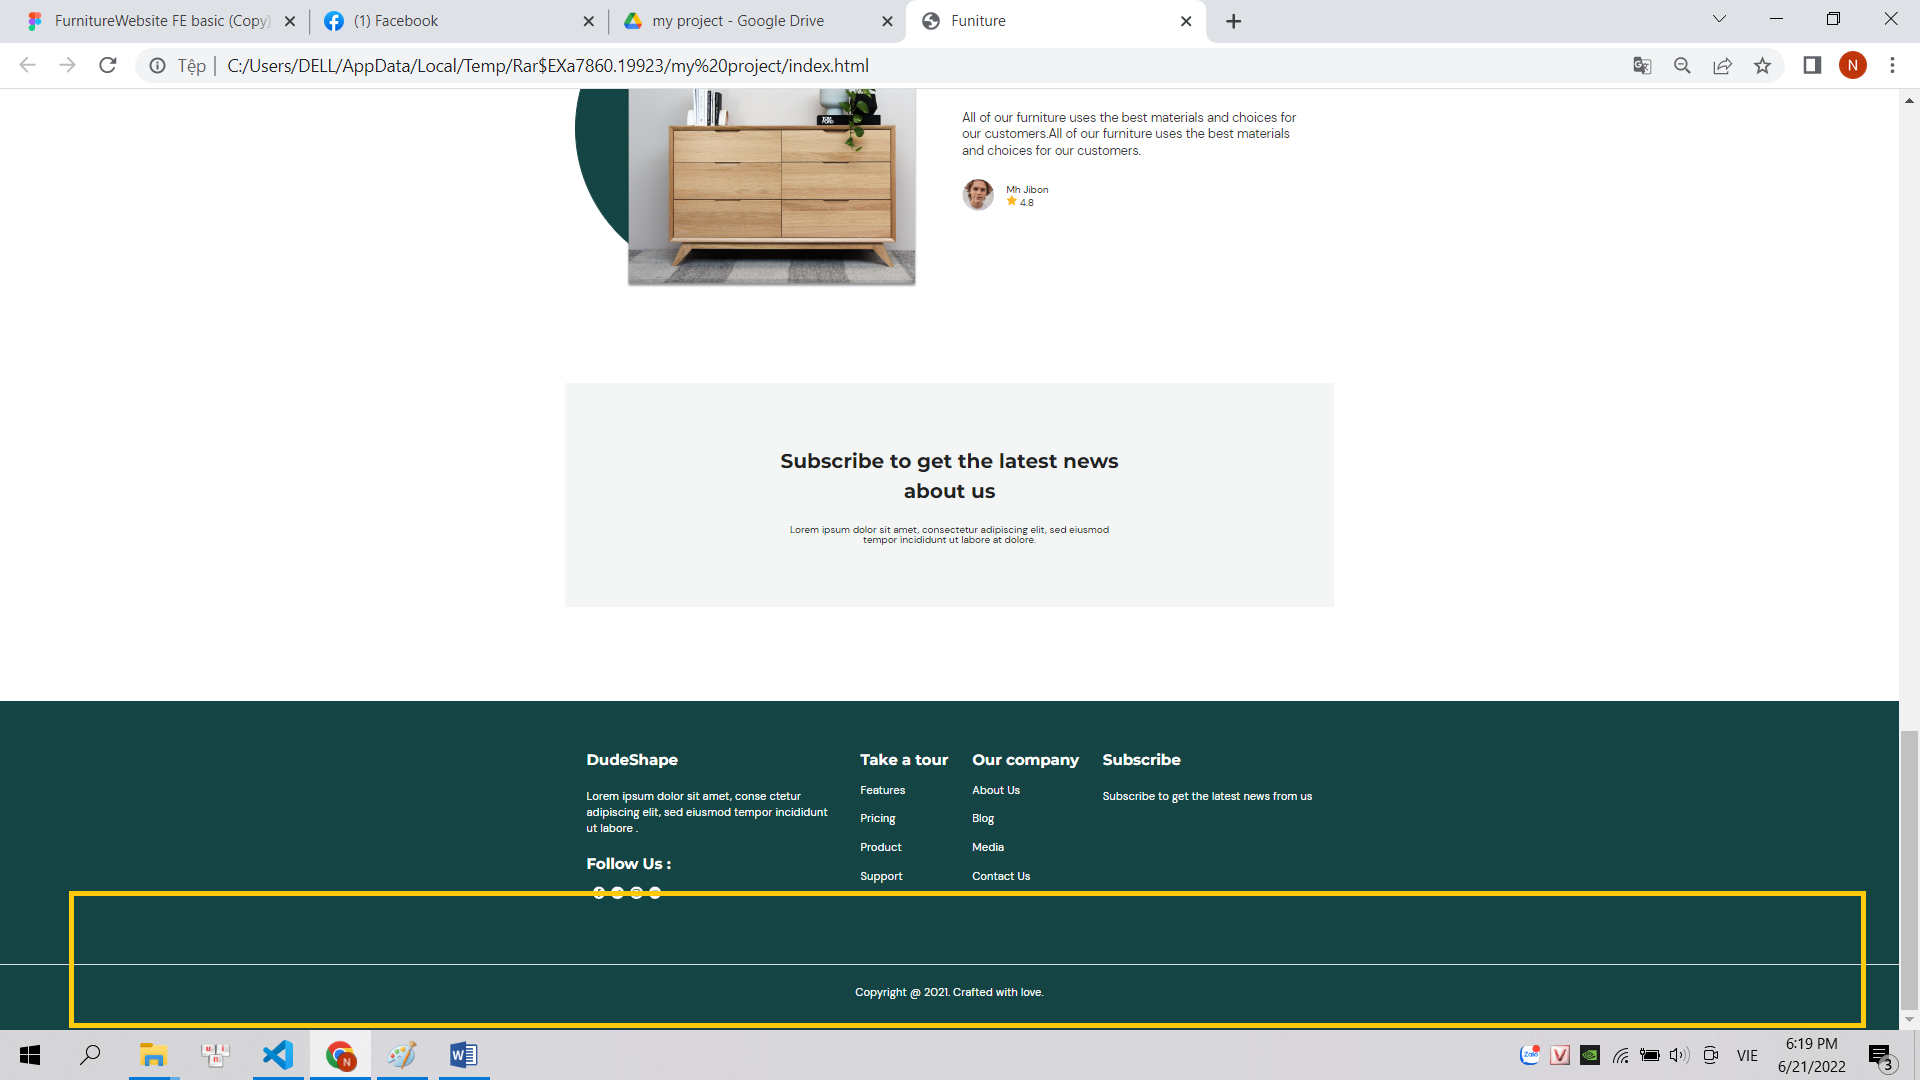 FurnitureWebsite FE basic (Copy)
(1) Facebook
my project - Google Drive
Funiture
Tệp
C:/Users/DELL/AppData/Local/Temp/Rar$EXa7860.19923/my%20project/index.html
N
All of our furniture uses the best materials and choices for
our customers.All of our furniture uses the best materials
and choices for our customers.
Mh Jibon
4.8
Subscribe to get the latest news
about us
Lorem ipsum dolor sit amet, consectetur adipiscing elit, sed eiusmod
tempor incididunt ut labore at dolore.
DudeShape
Lorem ipsum dolor sit amet, conse ctetur
adipiscing elit, sed eiusmod tempor incididunt
ut labore .
Follow Us :
Take a tour
Features
Pricing
Product
Support
Our company
About Us
Blog
Media
Contact Us
Subscribe
Subscribe to get the latest news from us
Copyright @ 2021. Crafted with love.
N
Zalo
V
VIE
6:19 PM
6/21/2022
3